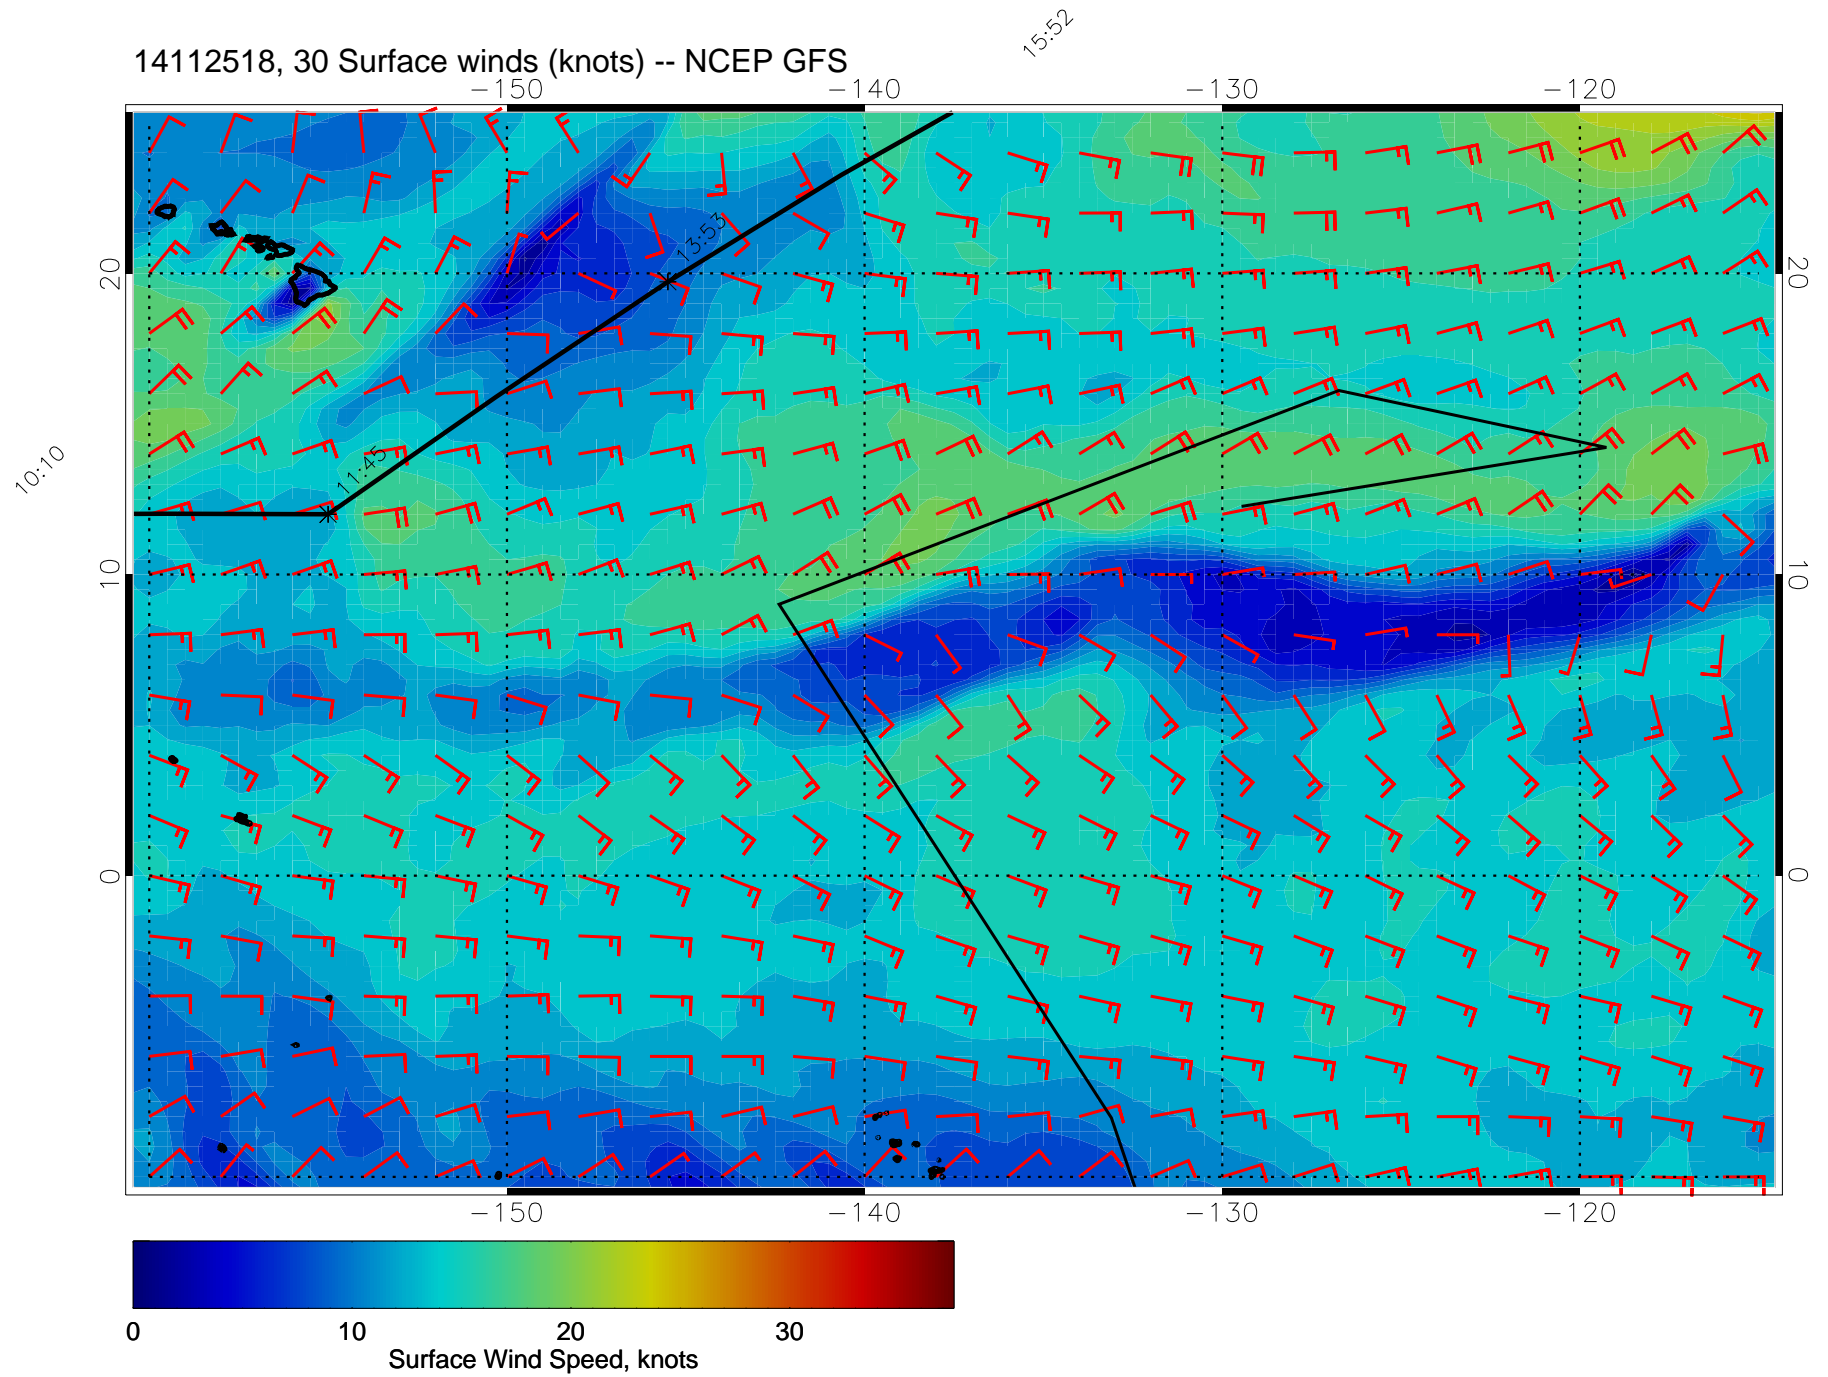 15:52
14112518, 30 Surface winds (knots) -- NCEP GFS
-150 -140 -130 -120
13:53
20 20
11:45
10:10
10 10
0 0
-150 -140 -130 -120
0 10 20 30
Surface Wind Speed, knots